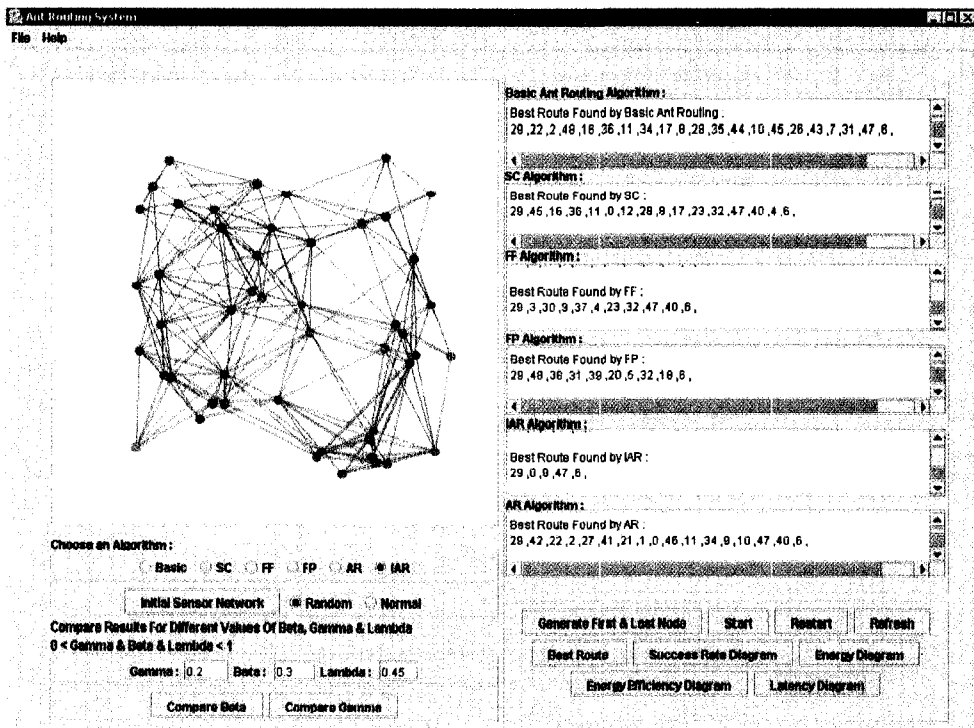 Ant Routing System
File Help
Basic Ant Routing Algorithm :
Best Route Found by Basic Ant Routing :
29,22,2,48,16,36,11,34,17,8,28,35,44,10,45,26,43,7,31,47,6,
SC Algorithm :
Best Route Found by SC :
29,45,16,36,11,0,12,28,9,17,23,32,47,40,4,6,
FF Algorithm :
Best Route Found by FF :
29,3,30,9,37,4,23,32,47,40,6,
FP Algorithm :
Best Route Found by FP :
29,48,36,31,39,20,5,32,18,6,
IAR Algorithm :
Best Route Found by IAR :
29,0,9,47,6,
AR Algorithm :
Best Route Found by AR :
29,42,22,2,27,41,21,1,0,46,11,34,9,10,47,40,6,
Choose an Algorithm :
Basic SC FF FP AR IAR
Initial Sensor Network Random Normal
Compare Results For Different Values Of Beta, Gamma & Lambda
0 < Gamma & Beta & Lambda < 1
Gamma : 0.2 Beta : 0.3 Lambda : 0.45
Compare Beta Compare Gamma
Generate First & Last Node Start Restart Refresh
Best Route Success Rate Diagram Energy Diagram
Energy Efficiency Diagram Latency Diagram